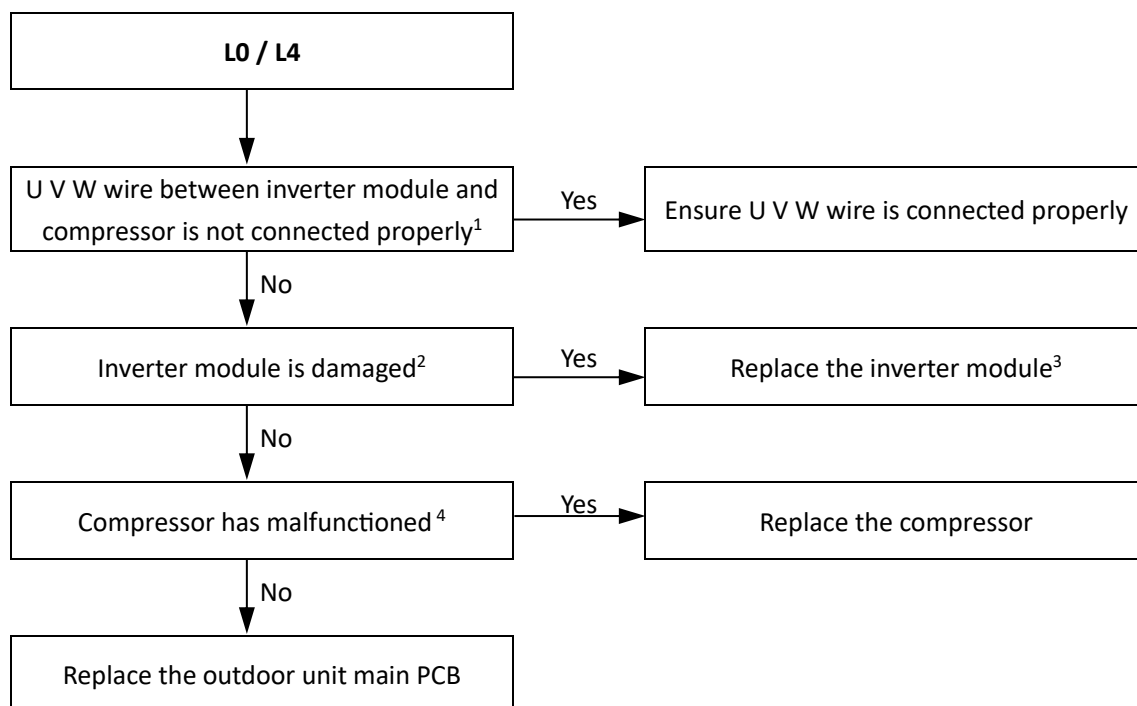 L0 / L4
U V W wire between inverter module and
compressor is not connected properly¹
Yes
Ensure U V W wire is connected properly
No
Inverter module is damaged²
Yes
Replace the inverter module³
No
Compressor has malfunctioned ⁴
Yes
Replace the compressor
No
Replace the outdoor unit main PCB